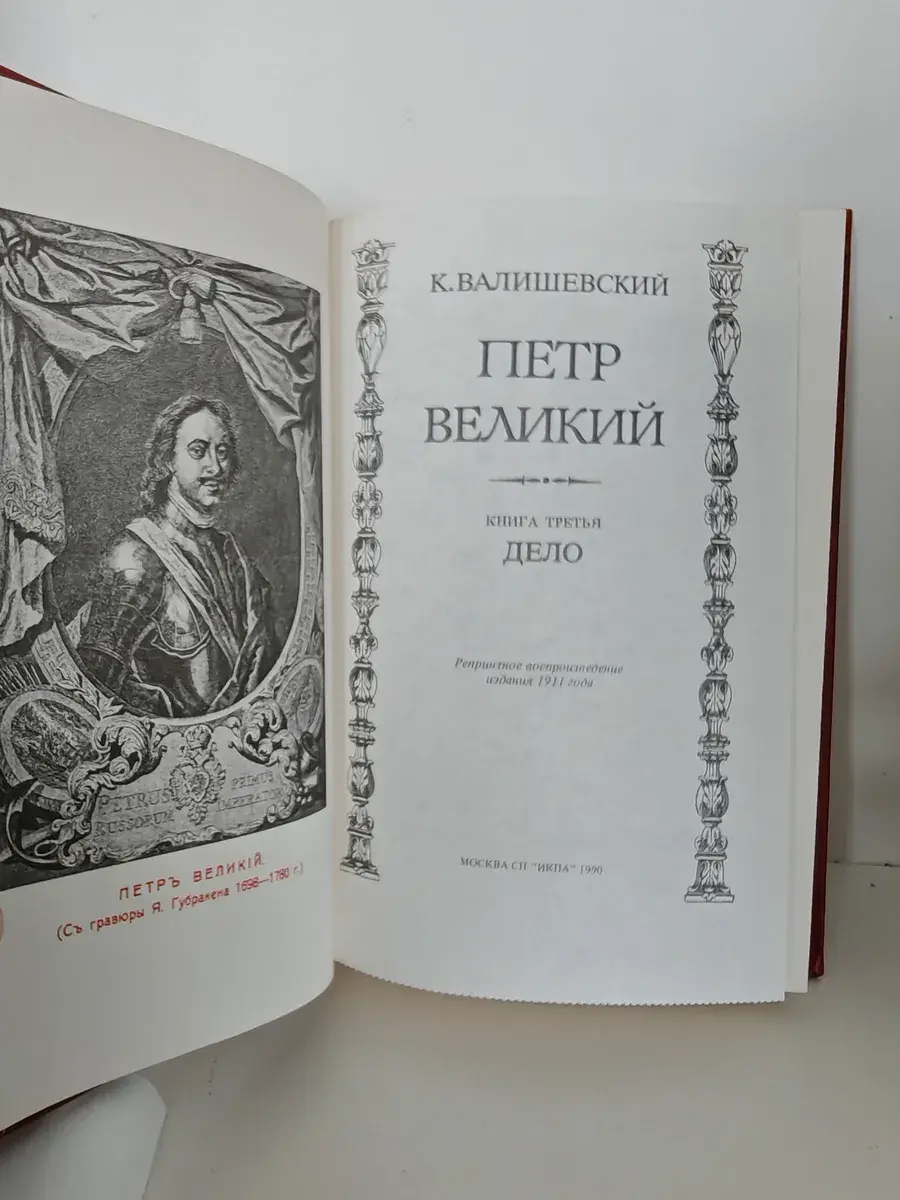 PETRUS PRIMUS
RUSSORUM IMPERATOR
ПЕТРЪ ВЕЛИКІЙ.
(Съ гравюры Я. Губракена 1698—1780 г.)
К. ВАЛИШЕВСКИЙ
ПЕТР
ВЕЛИКИЙ
КНИГА ТРЕТЬЯ
ДЕЛО
Репринтное воспроизведение
издания 1911 года
МОСКВА СП "ИКПА" 1990